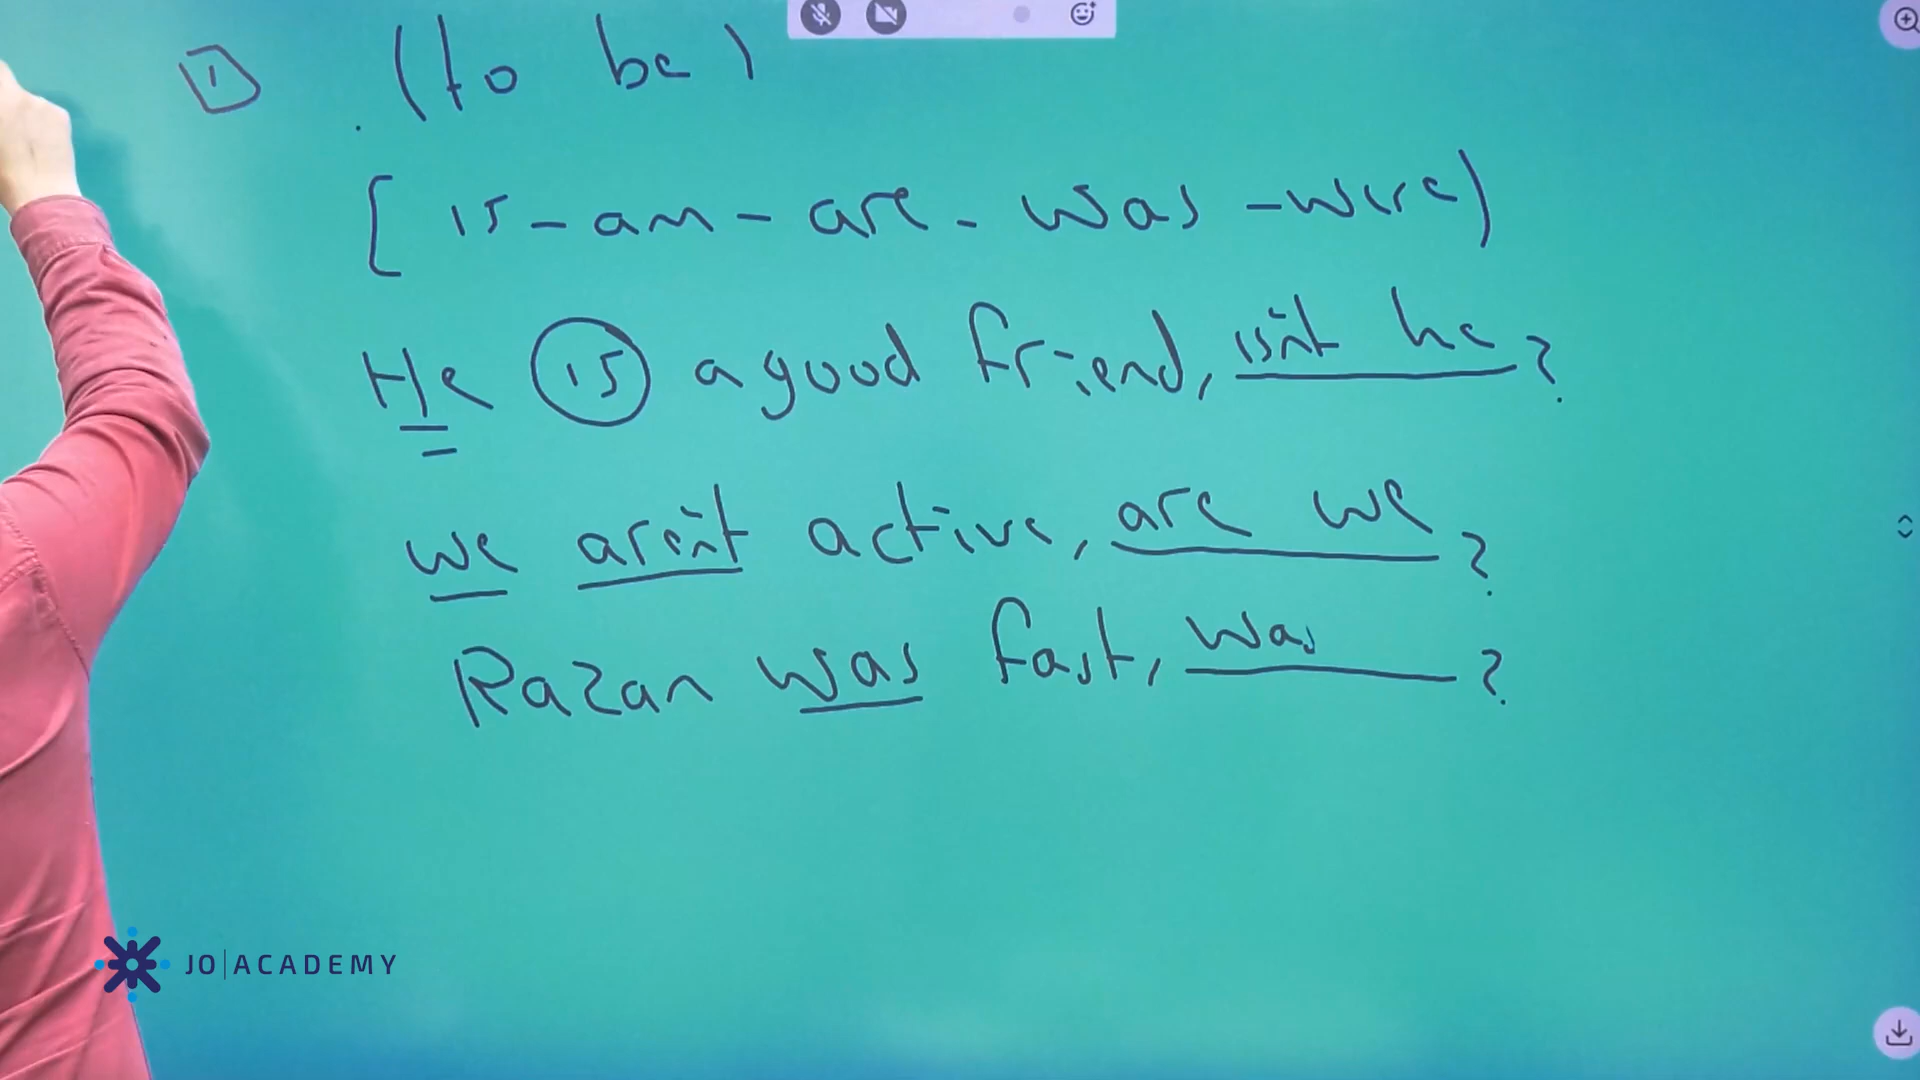 1 (to be)
[ is - am - are - was - were)
He is a good friend, isn't he?
we aren't active, are we?
Razan was fast, was ?
JO|ACADEMY